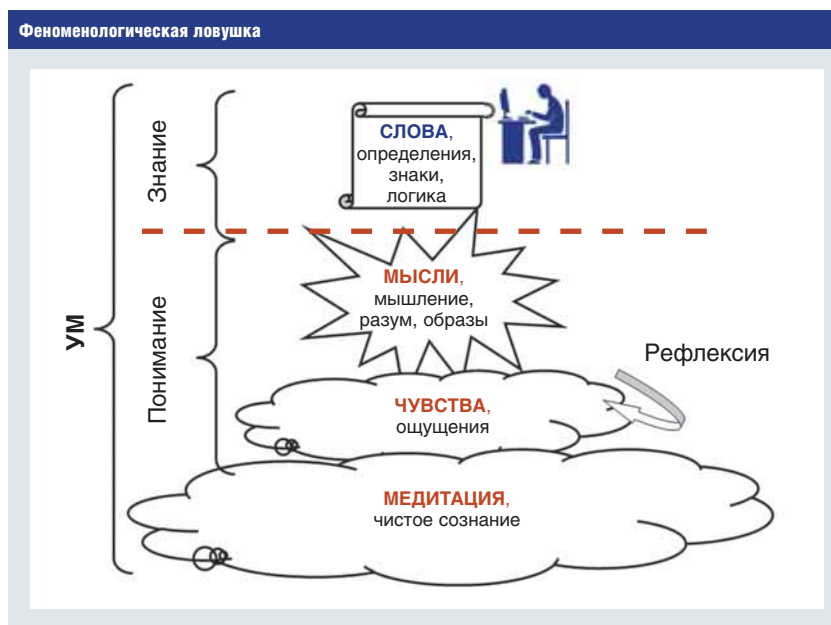 Феноменологическая ловушка
УМ
Знание
Понимание
СЛОВА,
определения,
знаки,
логика
МЫСЛИ,
мышление,
разум, образы
Рефлексия
ЧУВСТВА,
ощущения
МЕДИТАЦИЯ,
чистое сознание